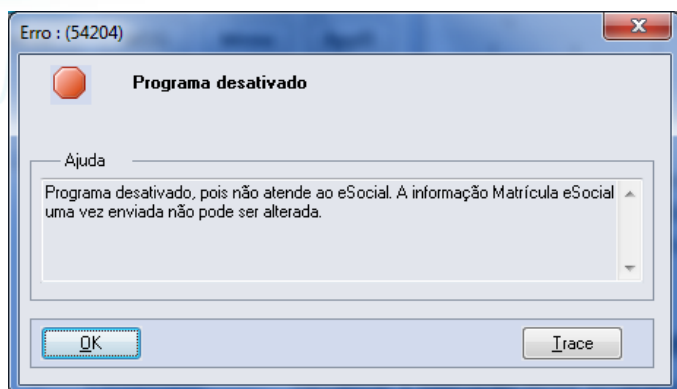 Erro : (54204)
Programa desativado
Ajuda
Programa desativado, pois não atende ao eSocial. A informação Matrícula eSocial
uma vez enviada não pode ser alterada.
OK
Trace